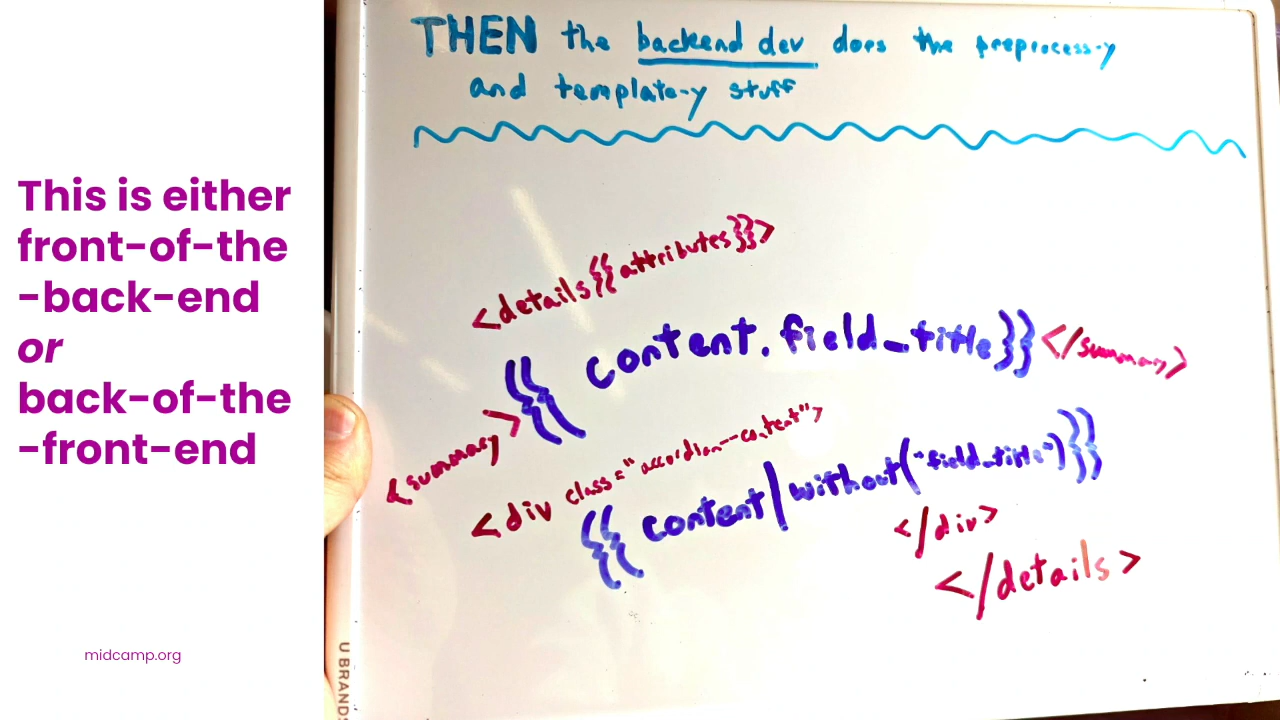 This is either
front-of-the
-back-end
or
back-of-the
-front-end
midcamp.org
THEN the backend dev does the preprocess-y
and template-y stuff
<details{{attributes}}>
<summary>{{ content.field_title}}</summary>
<div class="accordion--content">
{{ content|without("field_title")}}
</div>
</details>
U BRANDS